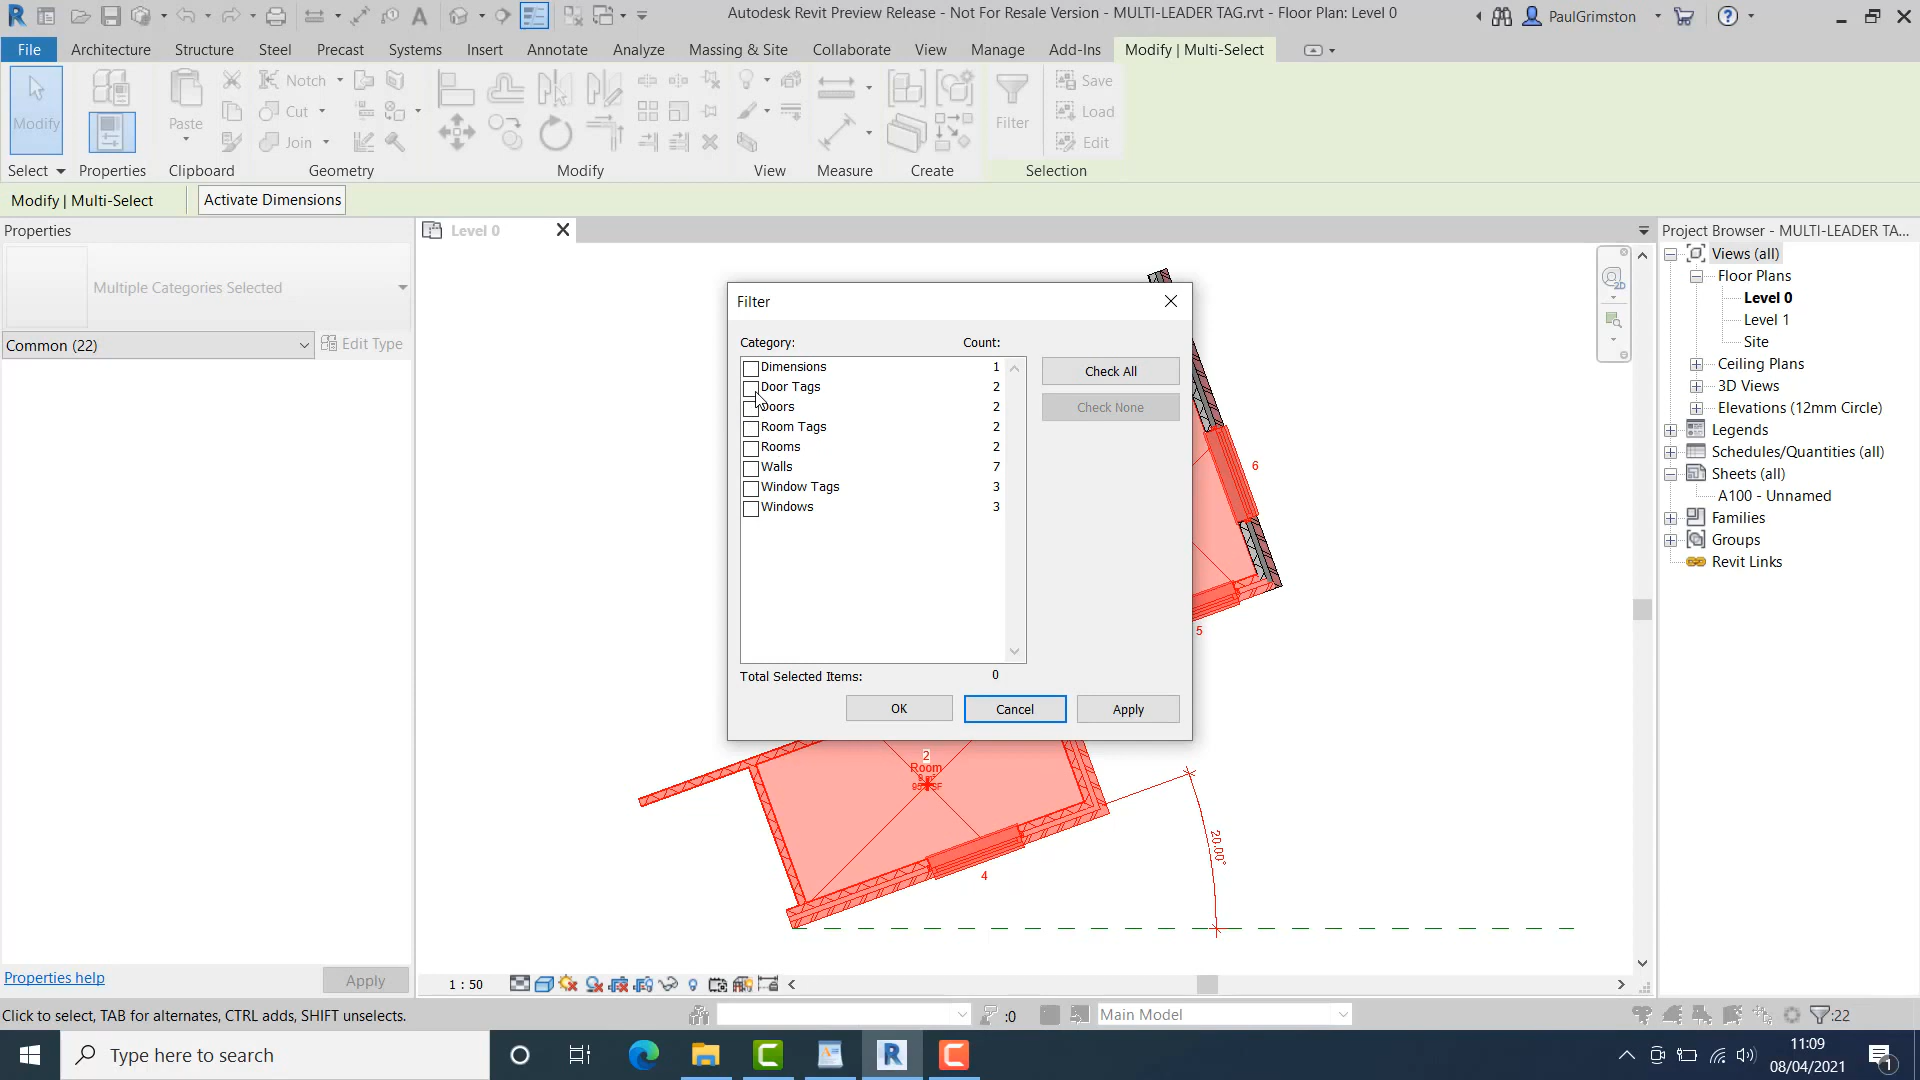 Autodesk Revit Preview Release - Not For Resale Version - MULTI-LEADER TAG.rvt - Floor Plan: Level 0
PaulGrimston
File Architecture Structure Steel Precast Systems Insert Annotate Analyze Massing & Site Collaborate View Manage Add-Ins Modify | Multi-Select
Modify
Paste
Notch
Cut
Join
Filter
Save
Load
Edit
Select Properties Clipboard Geometry Modify View Measure Create Selection
Modify | Multi-Select Activate Dimensions
Properties
Multiple Categories Selected
Common (22)
Edit Type
Properties help
Apply
Level 0
Filter
Category: Count:
Dimensions 1
Door Tags 2
Doors 2
Room Tags 2
Rooms 2
Walls 7
Window Tags 3
Windows 3
Check All
Check None
Total Selected Items: 0
OK Cancel Apply
6
5
2
Room
4
20.00°
Project Browser - MULTI-LEADER TA...
Views (all)
Floor Plans
Level 0
Level 1
Site
Ceiling Plans
3D Views
Elevations (12mm Circle)
Legends
Schedules/Quantities (all)
Sheets (all)
A100 - Unnamed
Families
Groups
Revit Links
2D
1 : 50
Click to select, TAB for alternates, CTRL adds, SHIFT unselects.
:0
Main Model
:22
Type here to search
11:09
08/04/2021
1